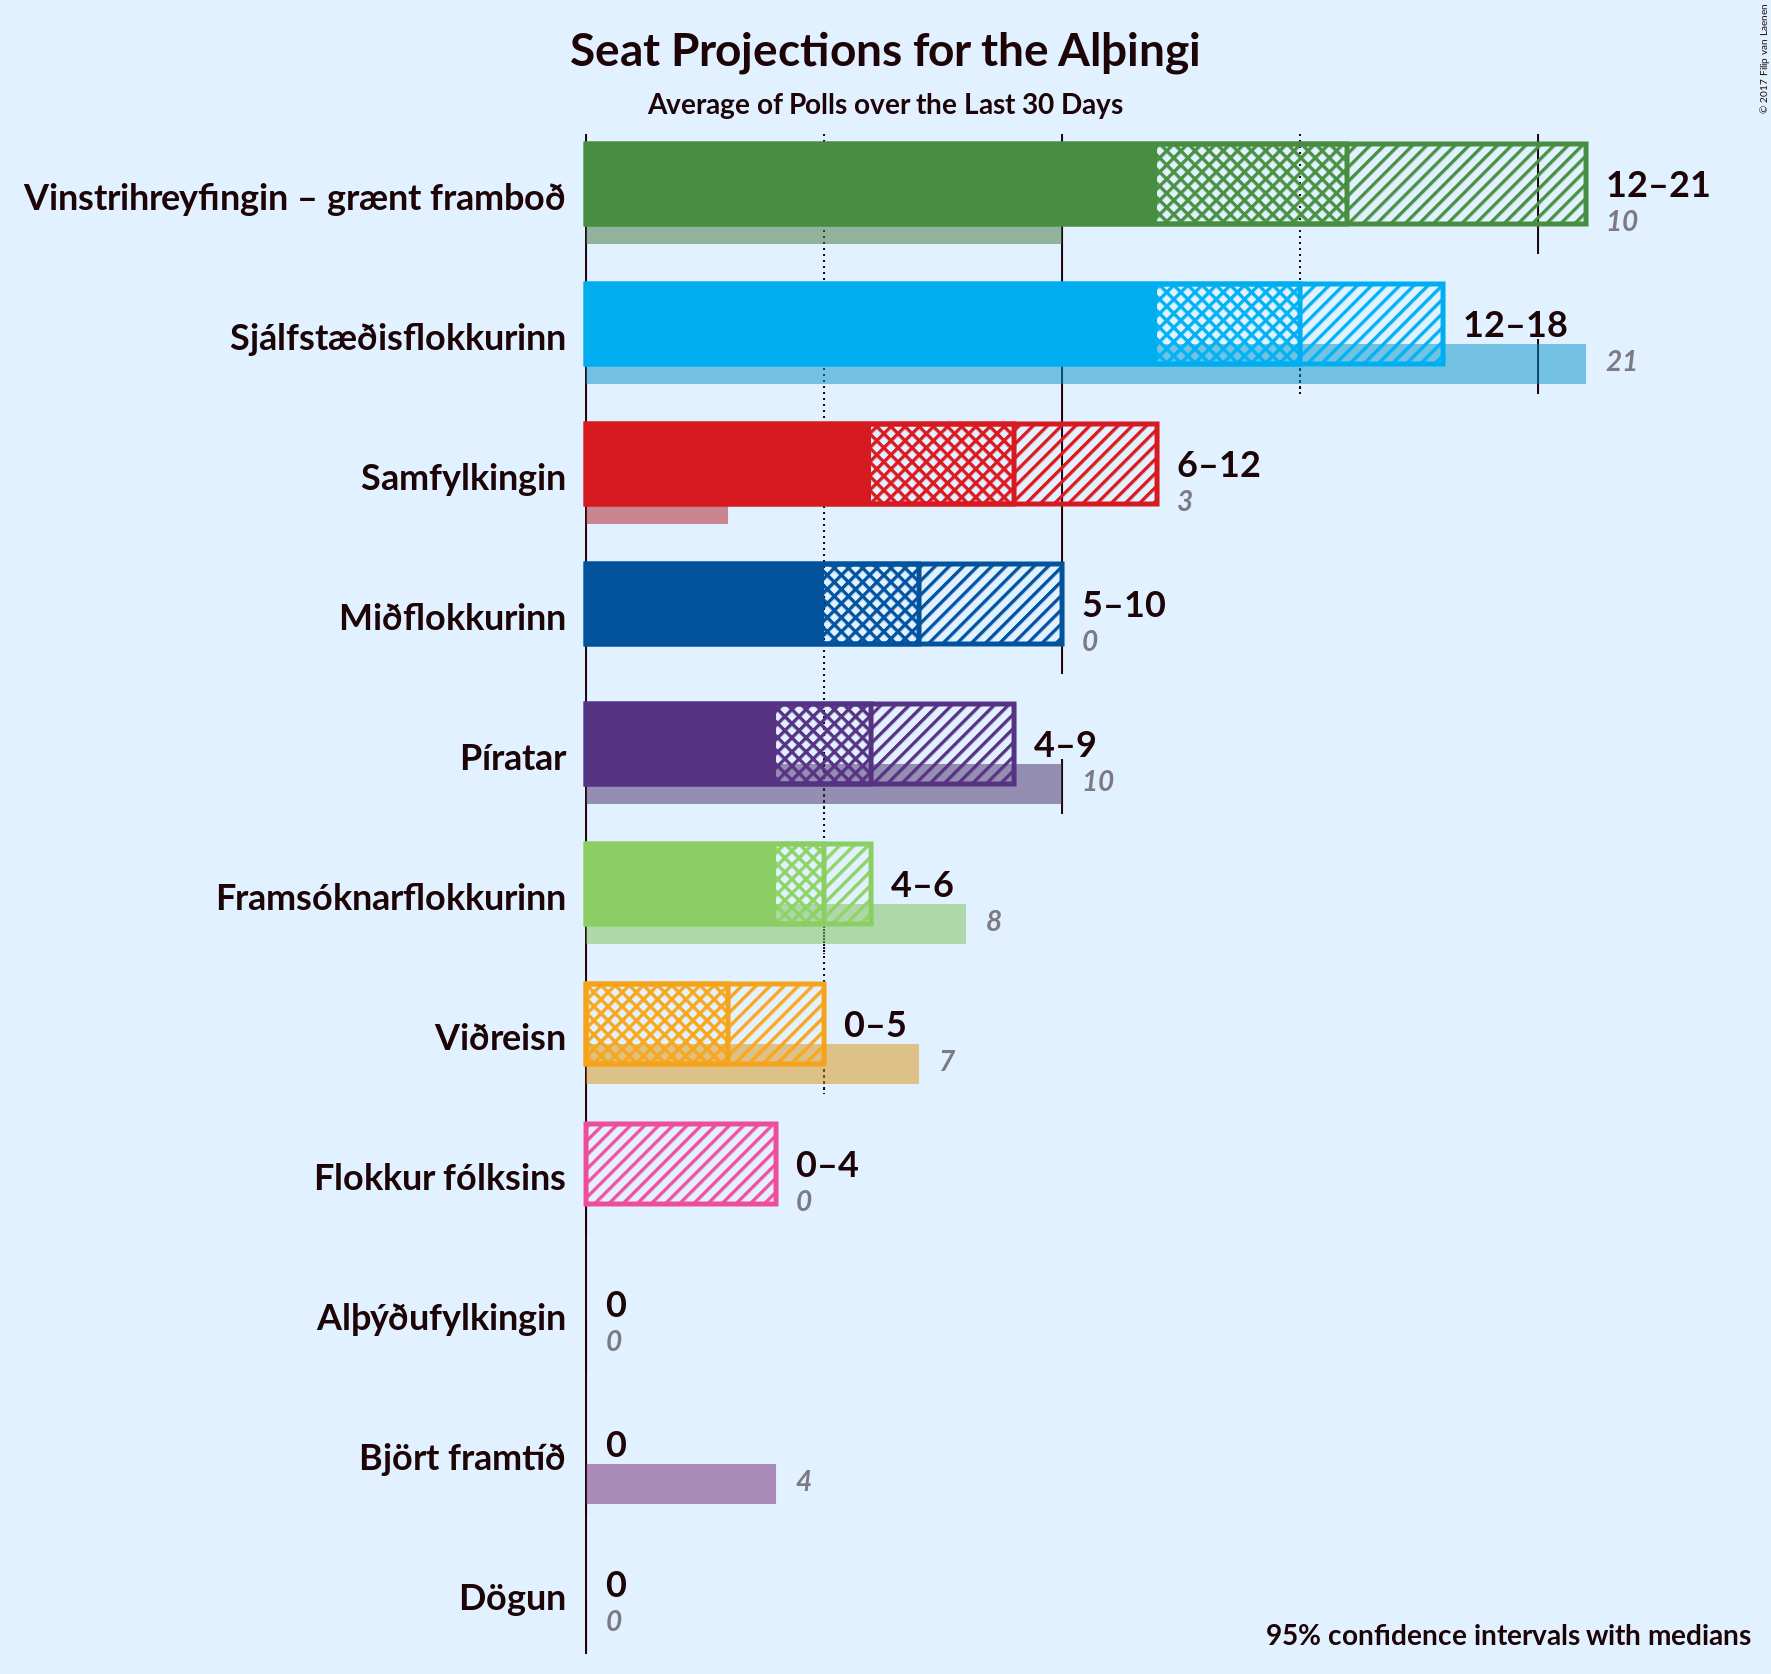 © 2017 Filip van Laenen
Seat Projections for the Alþingi
Average of Polls over the Last 30 Days
Vinstrihreyfingin – grænt framboð
12–21
10
Sjálfstæðisflokkurinn
12–18
21
Samfylkingin
6–12
3
Miðflokkurinn
5–10
0
Píratar
4–9
10
Framsóknarflokkurinn
4–6
8
Viðreisn
0–5
7
Flokkur fólksins
0–4
0
Alþýðufylkingin
0
0
Björt framtíð
0
4
Dögun
0
0
95% confidence intervals with medians